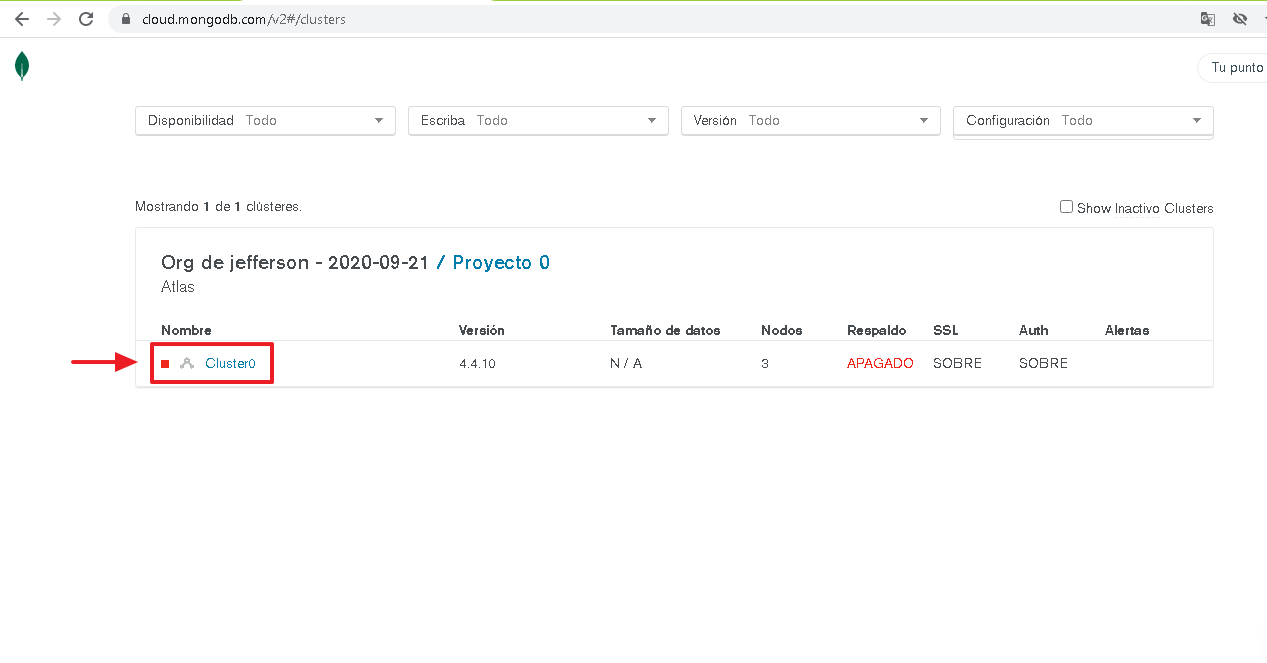 cloud.mongodb.com/v2#/clusters
Tu punto
Disponibilidad Todo Escriba Todo Versión Todo Configuración Todo
Mostrando 1 de 1 clústeres. Show Inactivo Clusters
Org de jefferson - 2020-09-21 / Proyecto 0
Atlas
Nombre Versión Tamaño de datos Nodos Respaldo SSL Auth Alertas
Cluster0 4.4.10 N / A 3 APAGADO SOBRE SOBRE